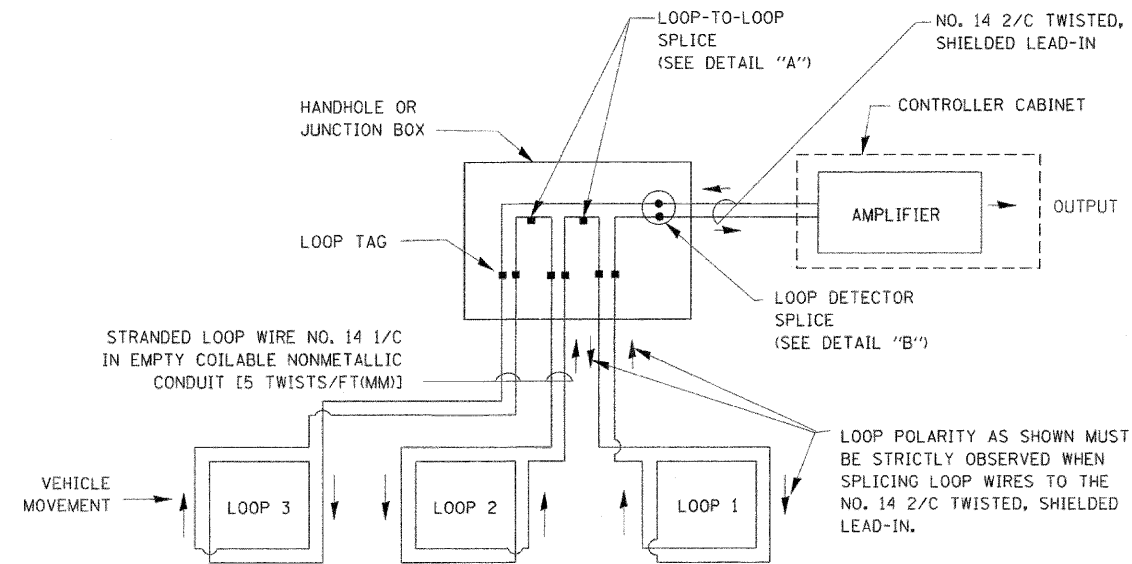 LOOP-TO-LOOP
SPLICE
(SEE DETAIL "A")
NO. 14 2/C TWISTED,
SHIELDED LEAD-IN
HANDHOLE OR
JUNCTION BOX
CONTROLLER CABINET
AMPLIFIER
OUTPUT
LOOP TAG
LOOP DETECTOR
SPLICE
(SEE DETAIL "B")
STRANDED LOOP WIRE NO. 14 1/C
IN EMPTY COILABLE NONMETALLIC
CONDUIT [5 TWISTS/FT(MM)]
LOOP POLARITY AS SHOWN MUST
BE STRICTLY OBSERVED WHEN
SPLICING LOOP WIRES TO THE
NO. 14 2/C TWISTED, SHIELDED
LEAD-IN.
VEHICLE
MOVEMENT
LOOP 3
LOOP 2
LOOP 1